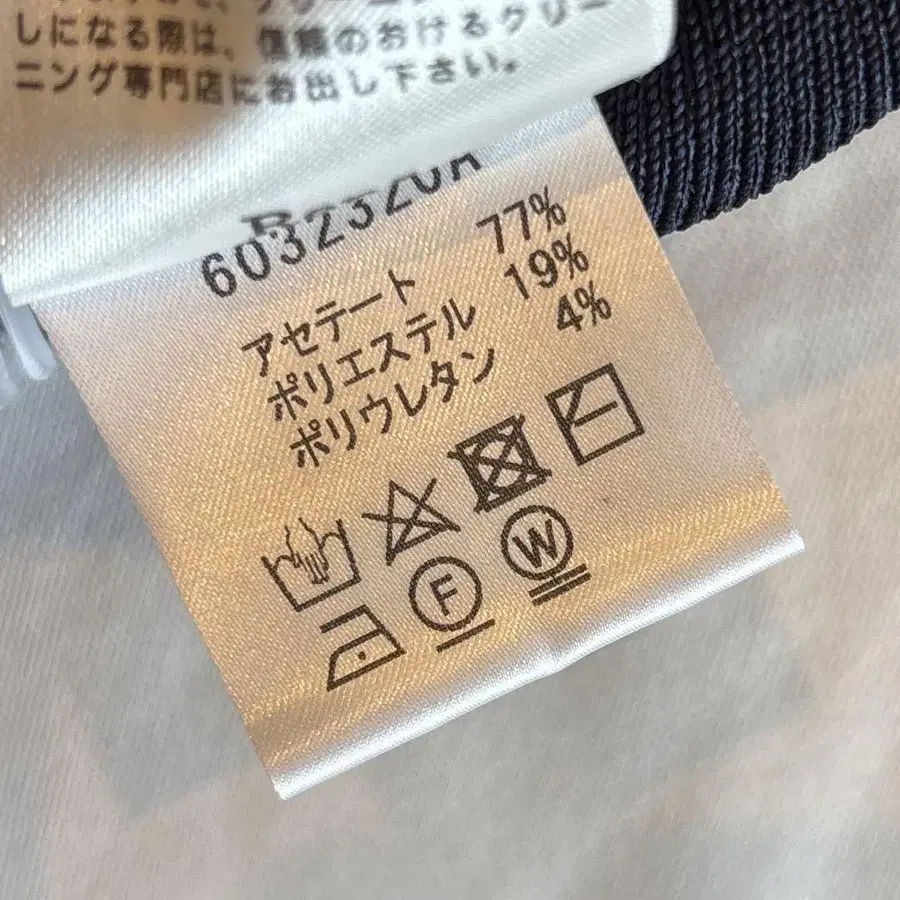 しになる際は、信頼のおけるクリー
ニング専門店にお出し下さい。
6032320A
アセテート 77%
ポリエステル 19%
ポリウレタン 4%
F
W